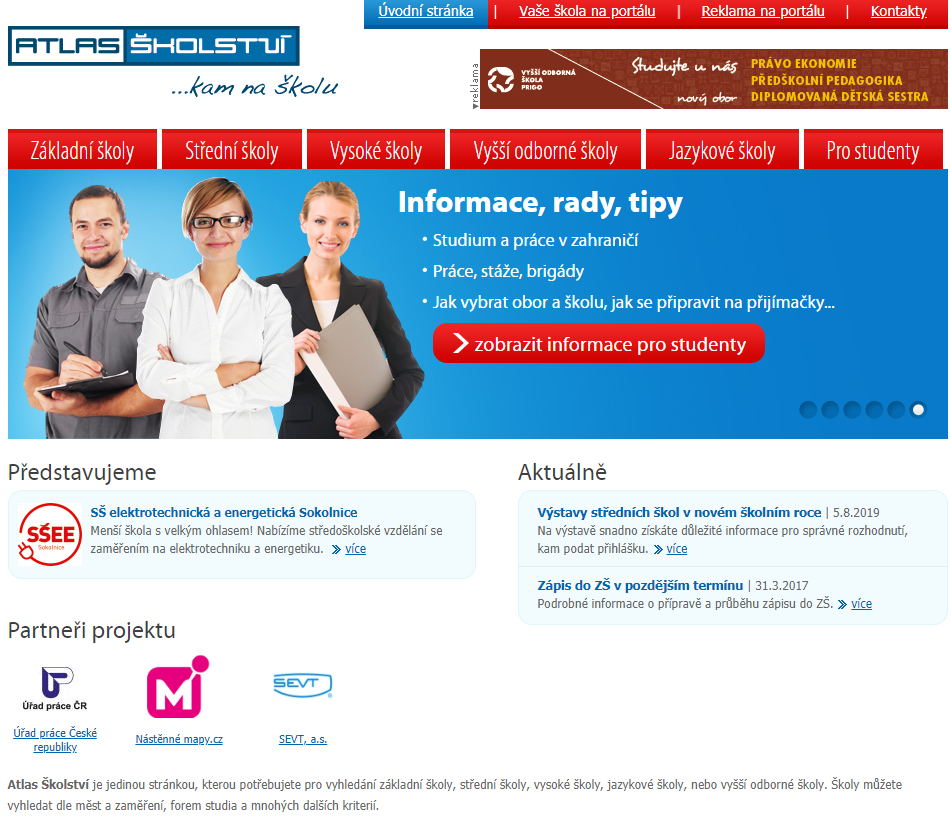 Úvodní stránka | Vaše škola na portálu | Reklama na portálu | Kontakty
ATLAS ŠKOLSTVÍ
...kam na školu
reklama
VYŠŠÍ ODBORNÁ
ŠKOLA
PRIGO
Studujte u nás
nový obor
PRÁVO EKONOMIE
PŘEDŠKOLNÍ PEDAGOGIKA
DIPLOMOVANÁ DĚTSKÁ SESTRA
Základní školy
Střední školy
Vysoké školy
Vyšší odborné školy
Jazykové školy
Pro studenty
Informace, rady, tipy
• Studium a práce v zahraničí
• Práce, stáže, brigády
• Jak vybrat obor a školu, jak se připravit na přijímačky...
zobrazit informace pro studenty
Představujeme
SŠEE
Sokolnice
SŠ elektrotechnická a energetická Sokolnice
Menší škola s velkým ohlasem! Nabízíme středoškolské vzdělání se
zaměřením na elektrotechniku a energetiku. více
Aktuálně
Výstavy středních škol v novém školním roce | 5.8.2019
Na výstavě snadno získáte důležité informace pro správné rozhodnutí,
kam podat přihlášku. více
Zápis do ZŠ v pozdějším termínu | 31.3.2017
Podrobné informace o přípravě a průběhu zápisu do ZŠ. více
Partneři projektu
Úřad práce ČR
M
SEVT
Úřad práce České
republiky
Nástěnné mapy.cz
SEVT, a.s.
Atlas Školství je jedinou stránkou, kterou potřebujete pro vyhledání základní školy, střední školy, vysoké školy, jazykové školy, nebo vyšší odborné školy. Školy můžete
vyhledat dle měst a zaměření, forem studia a mnohých dalších kriterií.